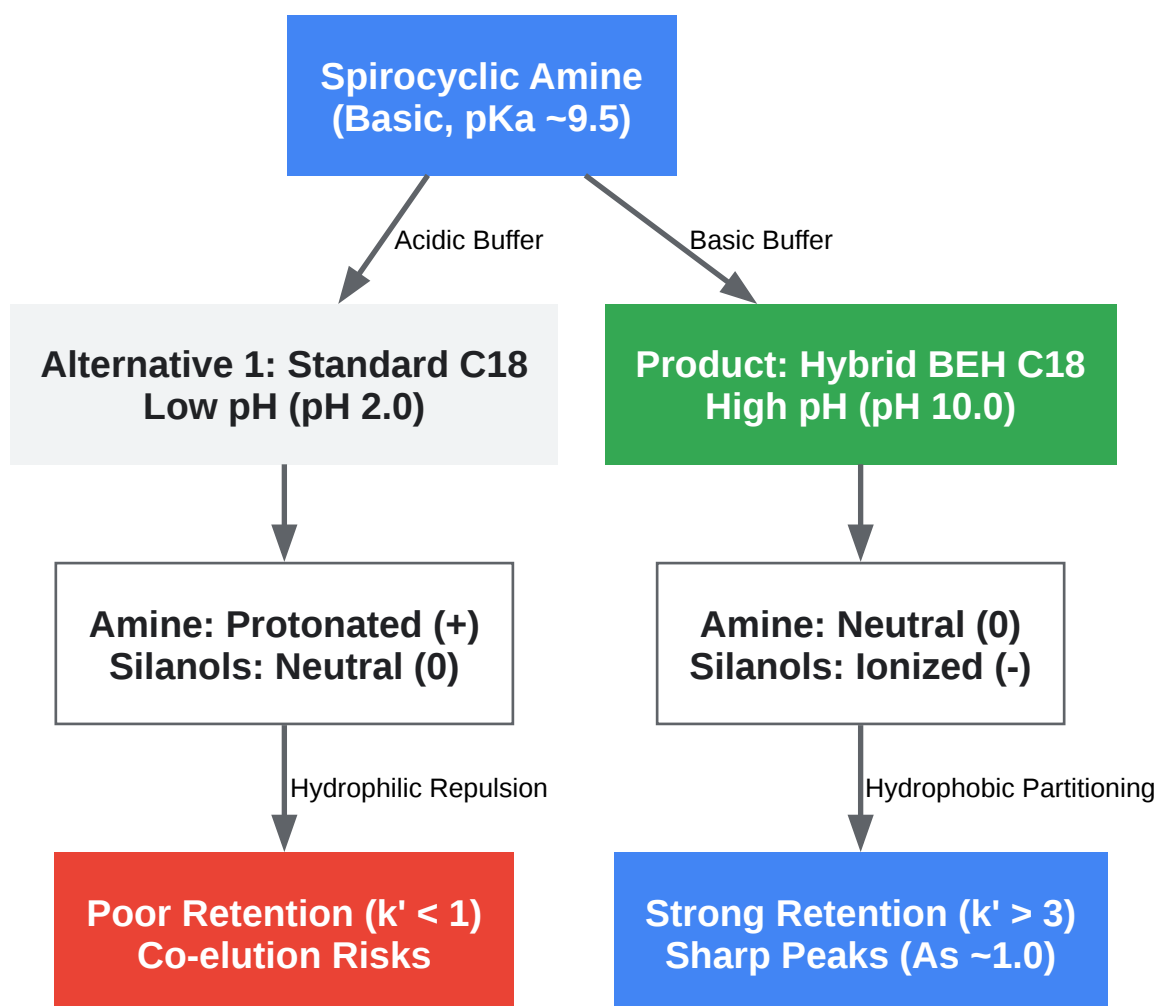 Spirocyclic Amine
(Basic, pKa ~9.5)
Acidic Buffer
Basic Buffer
Alternative 1: Standard C18
Low pH (pH 2.0)
Product: Hybrid BEH C18
High pH (pH 10.0)
Amine: Protonated (+)
Silanols: Neutral (0)
Amine: Neutral (0)
Silanols: Ionized (-)
Hydrophilic Repulsion
Hydrophobic Partitioning
Poor Retention (k' < 1)
Co-elution Risks
Strong Retention (k' > 3)
Sharp Peaks (As ~1.0)